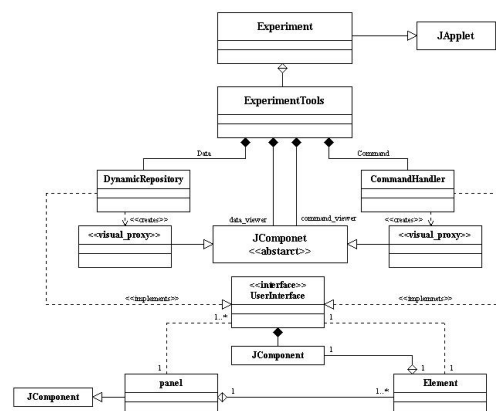 Experiment
JApplet
ExperimentTools
Data
Command
DynamicRepository
CommandHandler
<<creates>>
data_viewer
command_viewer
<<creates>>
<<visual_proxy>>
JComponet
<<abstarct>>
<<visual_proxy>>
<<interface>>
UserInterface
<<implements>>
<<implemnets>>
1..*
1
JComponent
1
1
1
1
panel
Element
JComponent
1
1..*